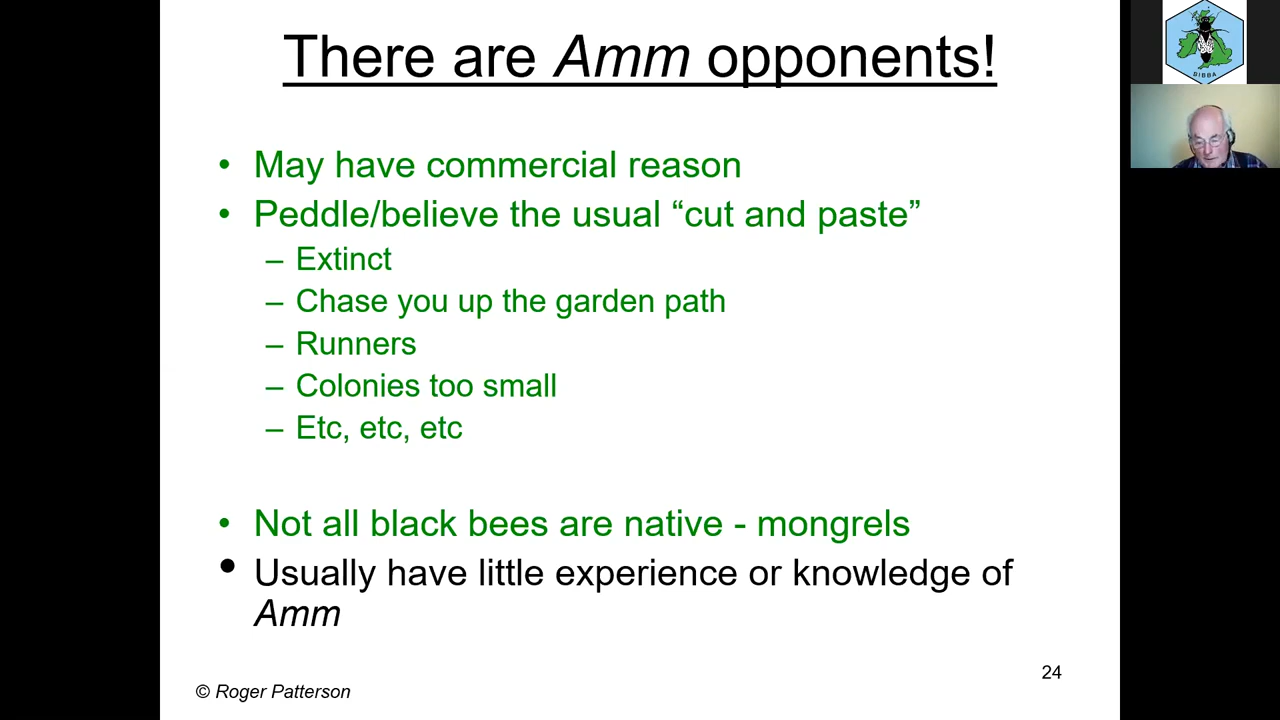 There are Amm opponents!
• May have commercial reason
• Peddle/believe the usual “cut and paste”
– Extinct
– Chase you up the garden path
– Runners
– Colonies too small
– Etc, etc, etc
• Not all black bees are native - mongrels
• Usually have little experience or knowledge of
Amm
24
© Roger Patterson
BIBBA